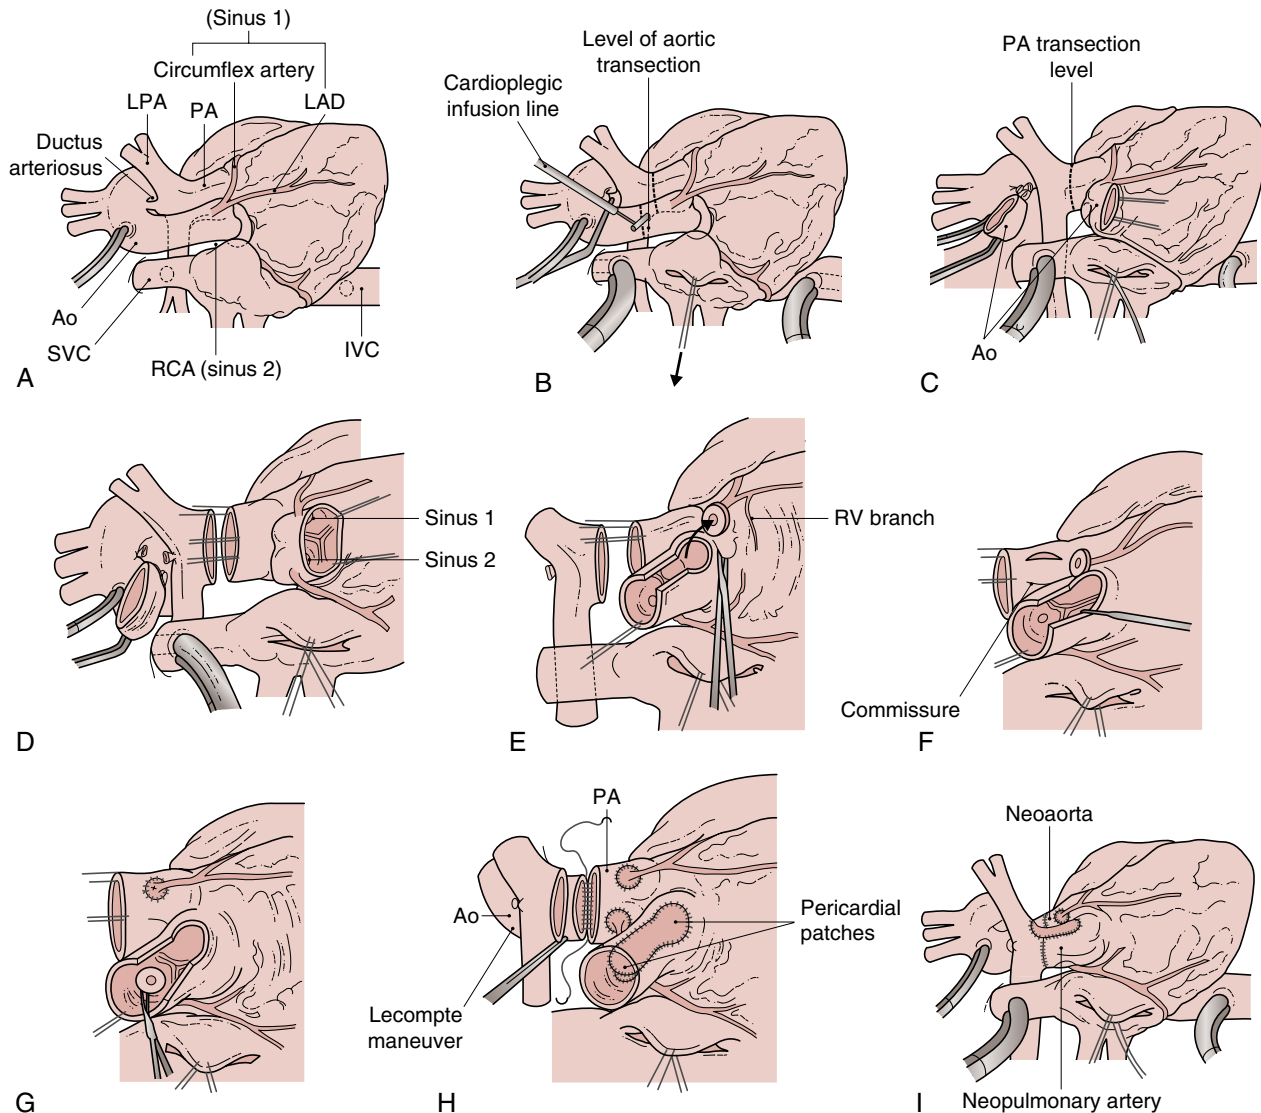 (Sinus 1)
Circumflex artery
LPA
PA
LAD
Ductus
arteriosus
Ao
SVC
RCA (sinus 2)
IVC
A
Level of aortic
transection
Cardioplegic
infusion line
B
PA transection
level
Ao
C
Sinus 1
Sinus 2
D
RV branch
E
Commissure
F
G
PA
Ao
Pericardial
patches
Lecompte
maneuver
H
Neoaorta
Neopulmonary artery
I